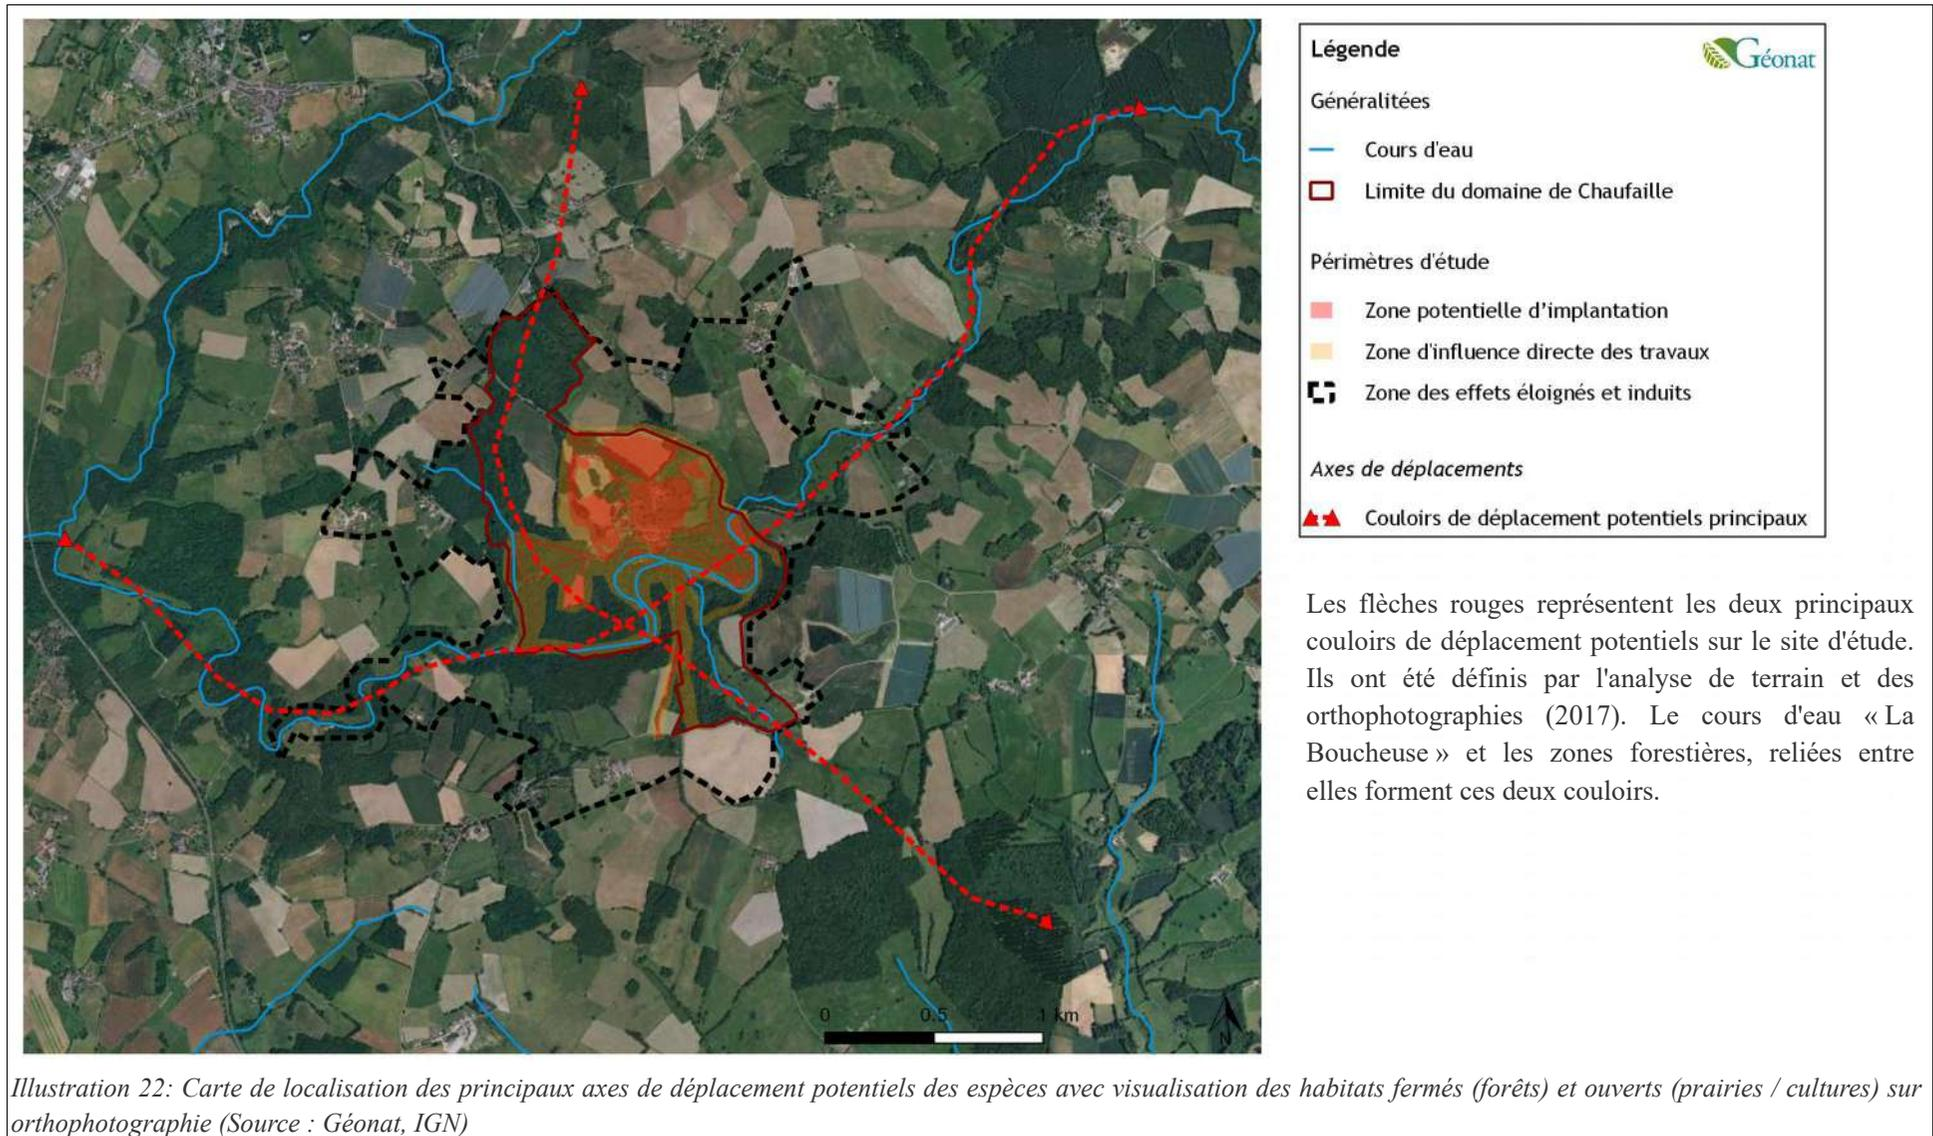 Légende
Géonat
Généralitées
Cours d'eau
Limite du domaine de Chaufaille
Périmètres d'étude
Zone potentielle d'implantation
Zone d'influence directe des travaux
Zone des effets éloignés et induits
Axes de déplacements
Couloirs de déplacement potentiels principaux
Les flèches rouges représentent les deux principaux
couloirs de déplacement potentiels sur le site d'étude.
Ils ont été définis par l'analyse de terrain et des
orthophotographies (2017). Le cours d'eau « La
Boucheuse » et les zones forestières, reliées entre
elles forment ces deux couloirs.
0 0.5 1 km
N
Illustration 22: Carte de localisation des principaux axes de déplacement potentiels des espèces avec visualisation des habitats fermés (forêts) et ouverts (prairies / cultures) sur
orthophotographie (Source : Géonat, IGN)